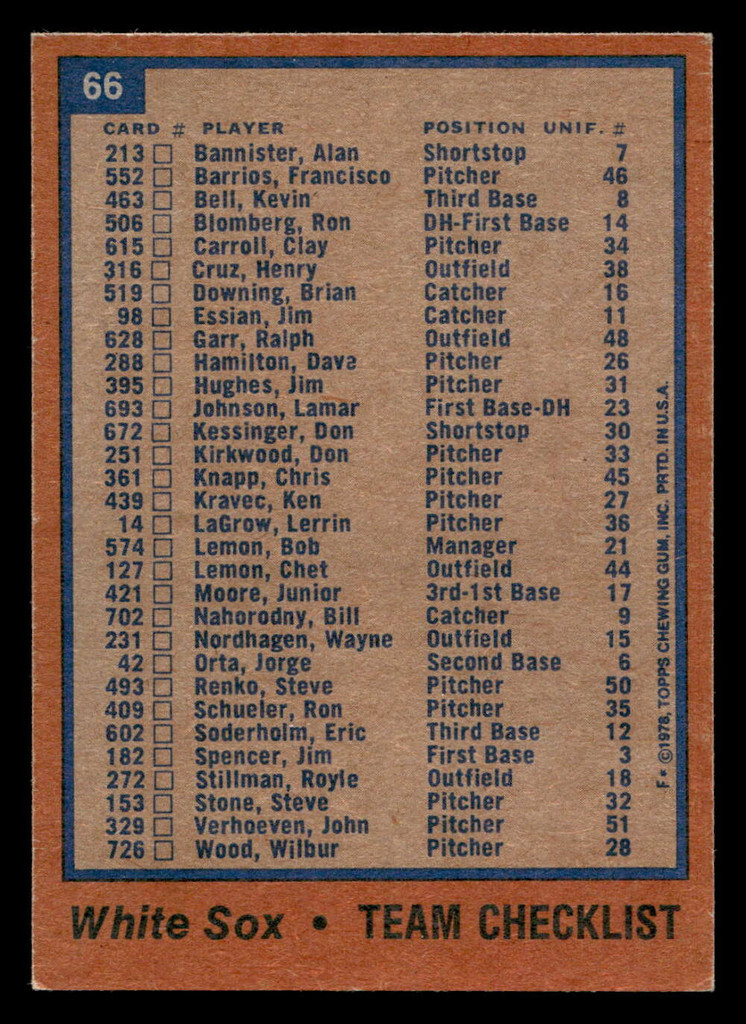 66
CARD # PLAYER POSITION UNIF. #
213 Bannister, Alan Shortstop 7
552 Barrios, Francisco Pitcher 46
463 Bell, Kevin Third Base 8
506 Blomberg, Ron DH-First Base 14
615 Carroll, Clay Pitcher 34
316 Cruz, Henry Outfield 38
519 Downing, Brian Catcher 16
98 Essian, Jim Catcher 11
628 Garr, Ralph Outfield 48
288 Hamilton, Dave Pitcher 26
395 Hughes, Jim Pitcher 31
693 Johnson, Lamar First Base-DH 23
672 Kessinger, Don Shortstop 30
251 Kirkwood, Don Pitcher 33
361 Knapp, Chris Pitcher 45
439 Kravec, Ken Pitcher 27
14 LaGrow, Lerrin Pitcher 36
574 Lemon, Bob Manager 21
127 Lemon, Chet Outfield 44
421 Moore, Junior 3rd-1st Base 17
702 Nahorodny, Bill Catcher 9
231 Nordhagen, Wayne Outfield 15
42 Orta, Jorge Second Base 6
493 Renko, Steve Pitcher 50
409 Schueler, Ron Pitcher 35
602 Soderholm, Eric Third Base 12
182 Spencer, Jim First Base 3
272 Stillman, Royle Outfield 18
153 Stone, Steve Pitcher 32
329 Verhoeven, John Pitcher 51
726 Wood, Wilbur Pitcher 28
F* ©1978, TOPPS CHEWING GUM, INC. PRTD. IN U.S.A.
White Sox • TEAM CHECKLIST